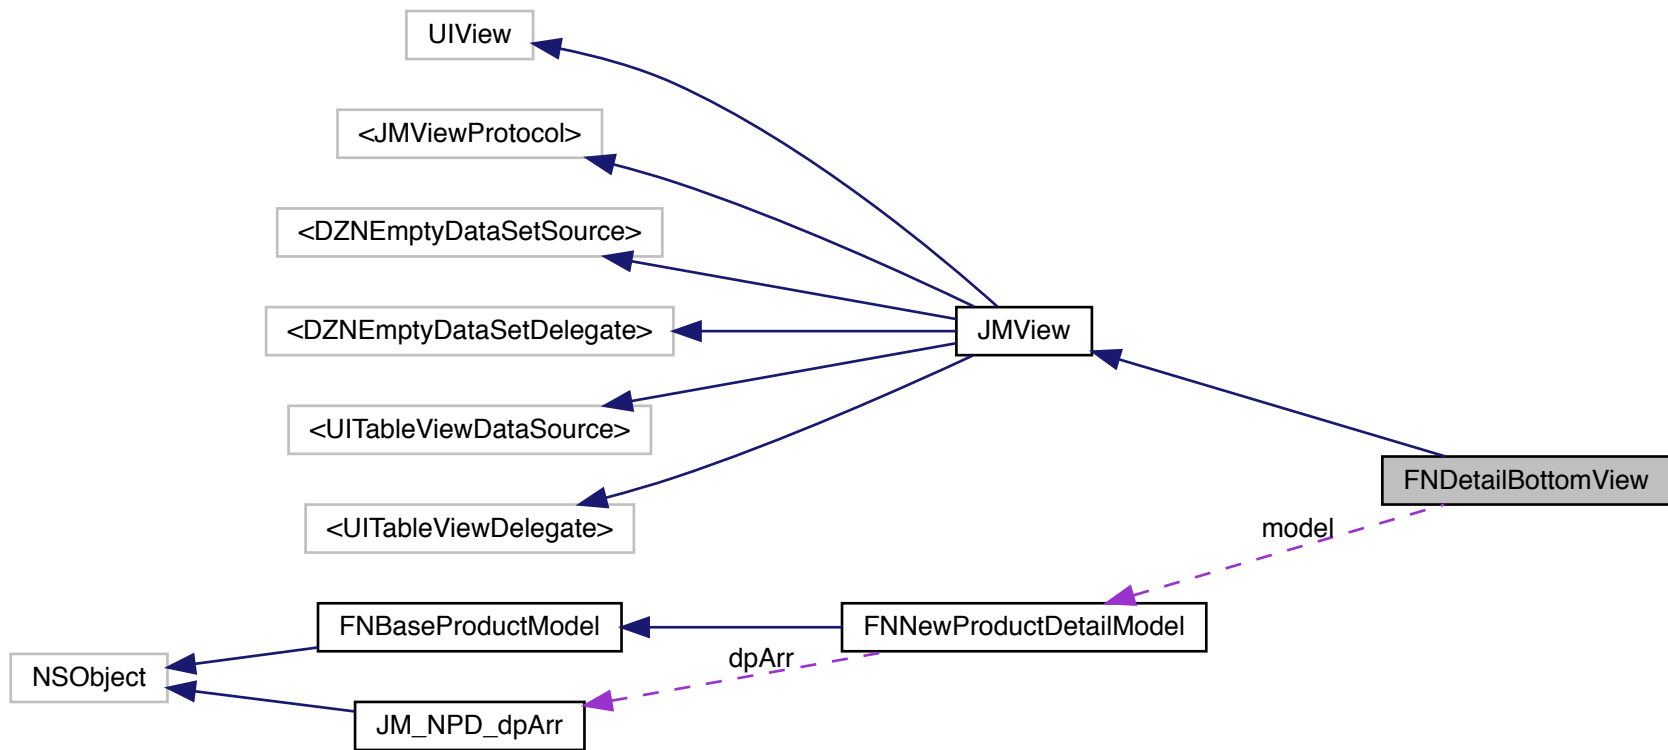 UIView
<JMViewProtocol>
<DZNEmptyDataSetSource>
<DZNEmptyDataSetDelegate>
JMView
<UITableViewDataSource>
FNDetailBottomView
<UITableViewDelegate>
model
FNBaseProductModel
FNNewProductDetailModel
dpArr
NSObject
JM_NPD_dpArr